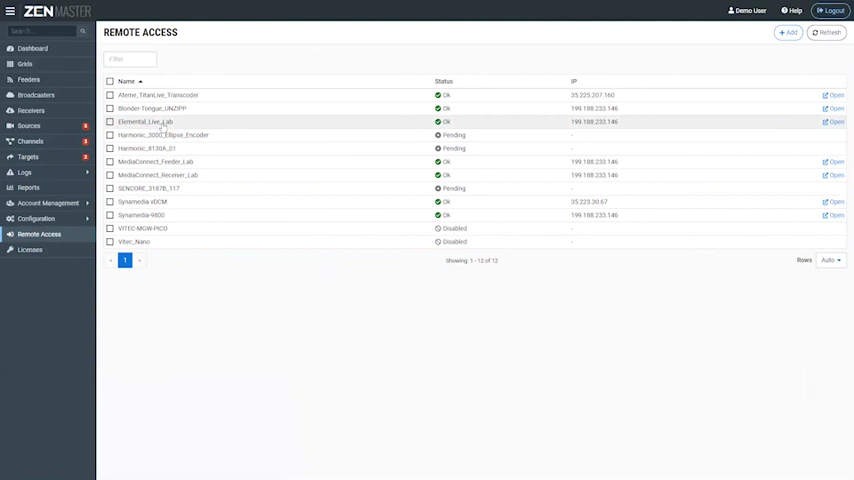 ZEN MASTER
Demo User
Help
Logout
Search...
REMOTE ACCESS
Add
Refresh
Dashboard
Grids
Feeders
Broadcasters
Receivers
Sources
Channels
Targets
Logs
Reports
Account Management
Configuration
Remote Access
Licenses
Filter
Name Status IP
Ateme_TitanLive_Transcoder Ok 35.225.207.160 Open
Blonder-Tongue_UNZIPP Ok 199.188.233.146 Open
Elemental_Live_Lab Ok 199.188.233.146 Open
Harmonic_3000_Ellipse_Encoder Pending -
Harmonic_8130A_01 Pending -
MediaConnect_Feeder_Lab Ok 199.188.233.146 Open
MediaConnect_Receiver_Lab Ok 199.188.233.146 Open
SENCORE_3187B_117 Pending -
Synamedia vDCM Ok 35.223.30.67 Open
Synamedia-9800 Ok 199.188.233.146 Open
VITEC-MGW-PICO Disabled -
Vitec_Nano Disabled -
« 1 »
Showing: 1 - 12 of 12
Rows Auto